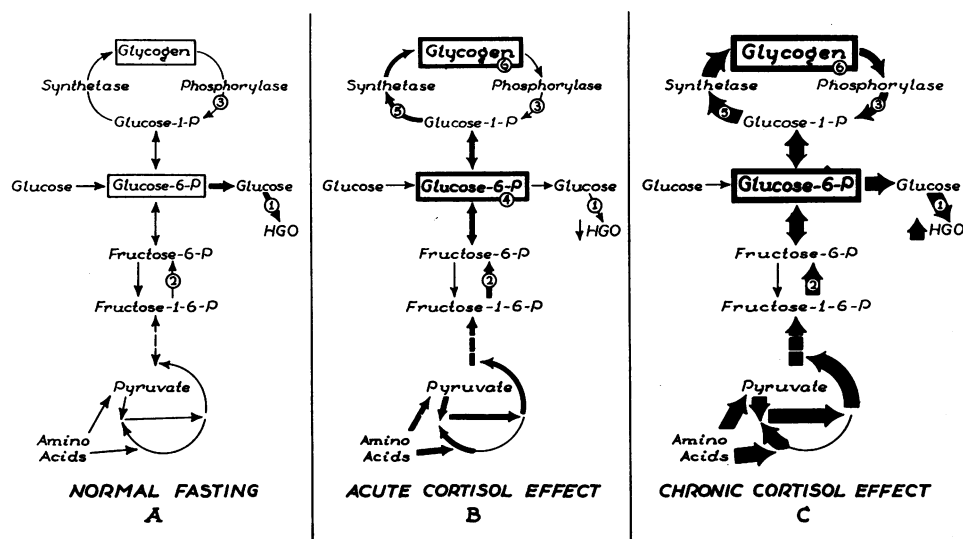 Glycogen
Synthetase
Phosphorylase
③
Glucose-1-P
Glucose
Glucose-6-P
Glucose
①
HGO
Fructose-6-P
②
Fructose-1-6-P
Pyruvate
Amino
Acids
NORMAL FASTING
A
Glycogen
⑥
Synthetase
Phosphorylase
⑤
③
Glucose-1-P
Glucose
Glucose-6-P
④
Glucose
①
HGO
Fructose-6-P
②
Fructose-1-6-P
Pyruvate
Amino
Acids
ACUTE CORTISOL EFFECT
B
Glycogen
⑥
Synthetase
Phosphorylase
⑤
③
Glucose-1-P
Glucose
Glucose-6-P
Glucose
①
HGO
Fructose-6-P
②
Fructose-1-6-P
Pyruvate
Amino
Acids
CHRONIC CORTISOL EFFECT
C